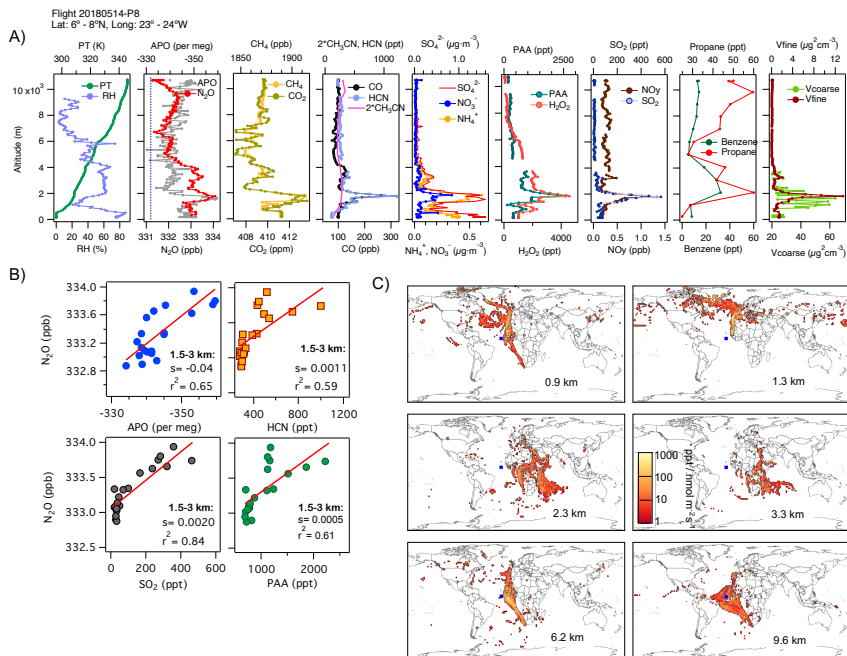 Flight 20180514-P8
Lat: 6° - 8°N, Long: 23° - 24°W
A)
PT (K)
300 320 340
APO (per meg)
-330 -350
CH4 (ppb)
1850 1900
2*CH3CN, HCN (ppt)
0 400 800
SO4 2- (µg·m-3)
0.0 1.0
PAA (ppt)
0 2000
SO2 (ppt)
0 200 400 600
Propane (ppt)
0 20 40 60
Vfine (µg2cm-3)
0 2 4 6
Altitude (m)
10x10³
8
6
4
2
0
PT
RH
APO
N2O
CH4
CO2
CO
HCN
2*CH3CN
SO4 2-
NO3 -
NH4 +
PAA
H2O2
NOy
SO2
Benzene
Propane
Vcoarse
Vfine
0 20 40 60 80
RH (%)
331 332 333 334
N2O (ppb)
408 410 412
CO2 (ppm)
100 200 300
CO (ppb)
0.0 0.5
NH4 +, NO3 - (µg·m-3)
0 2000 4000
H2O2 (ppt)
0.0 0.5 1.0 1.5
NOy (ppb)
30 40 50 60
Benzene (ppt)
20 40 60
Vcoarse (µg2cm-3)
B)
N2O (ppb)
334.0
333.6
333.2
332.8
1.5-3 km:
s= -0.04
r2 = 0.65
-330 -350
APO (per meg)
1.5-3 km:
s= 0.0011
r2 = 0.59
400 800 1200
HCN (ppt)
N2O (ppb)
334.0
333.5
333.0
332.5
1.5-3 km:
s= 0.0020
r2 = 0.84
0 200 400 600
SO2 (ppt)
1.5-3 km:
s= 0.0005
r2 = 0.61
1000 2000
PAA (ppt)
C)
0.9 km
1.3 km
2.3 km
1000
100
10
1
ppt / nmol m-2s-1
3.3 km
6.2 km
9.6 km